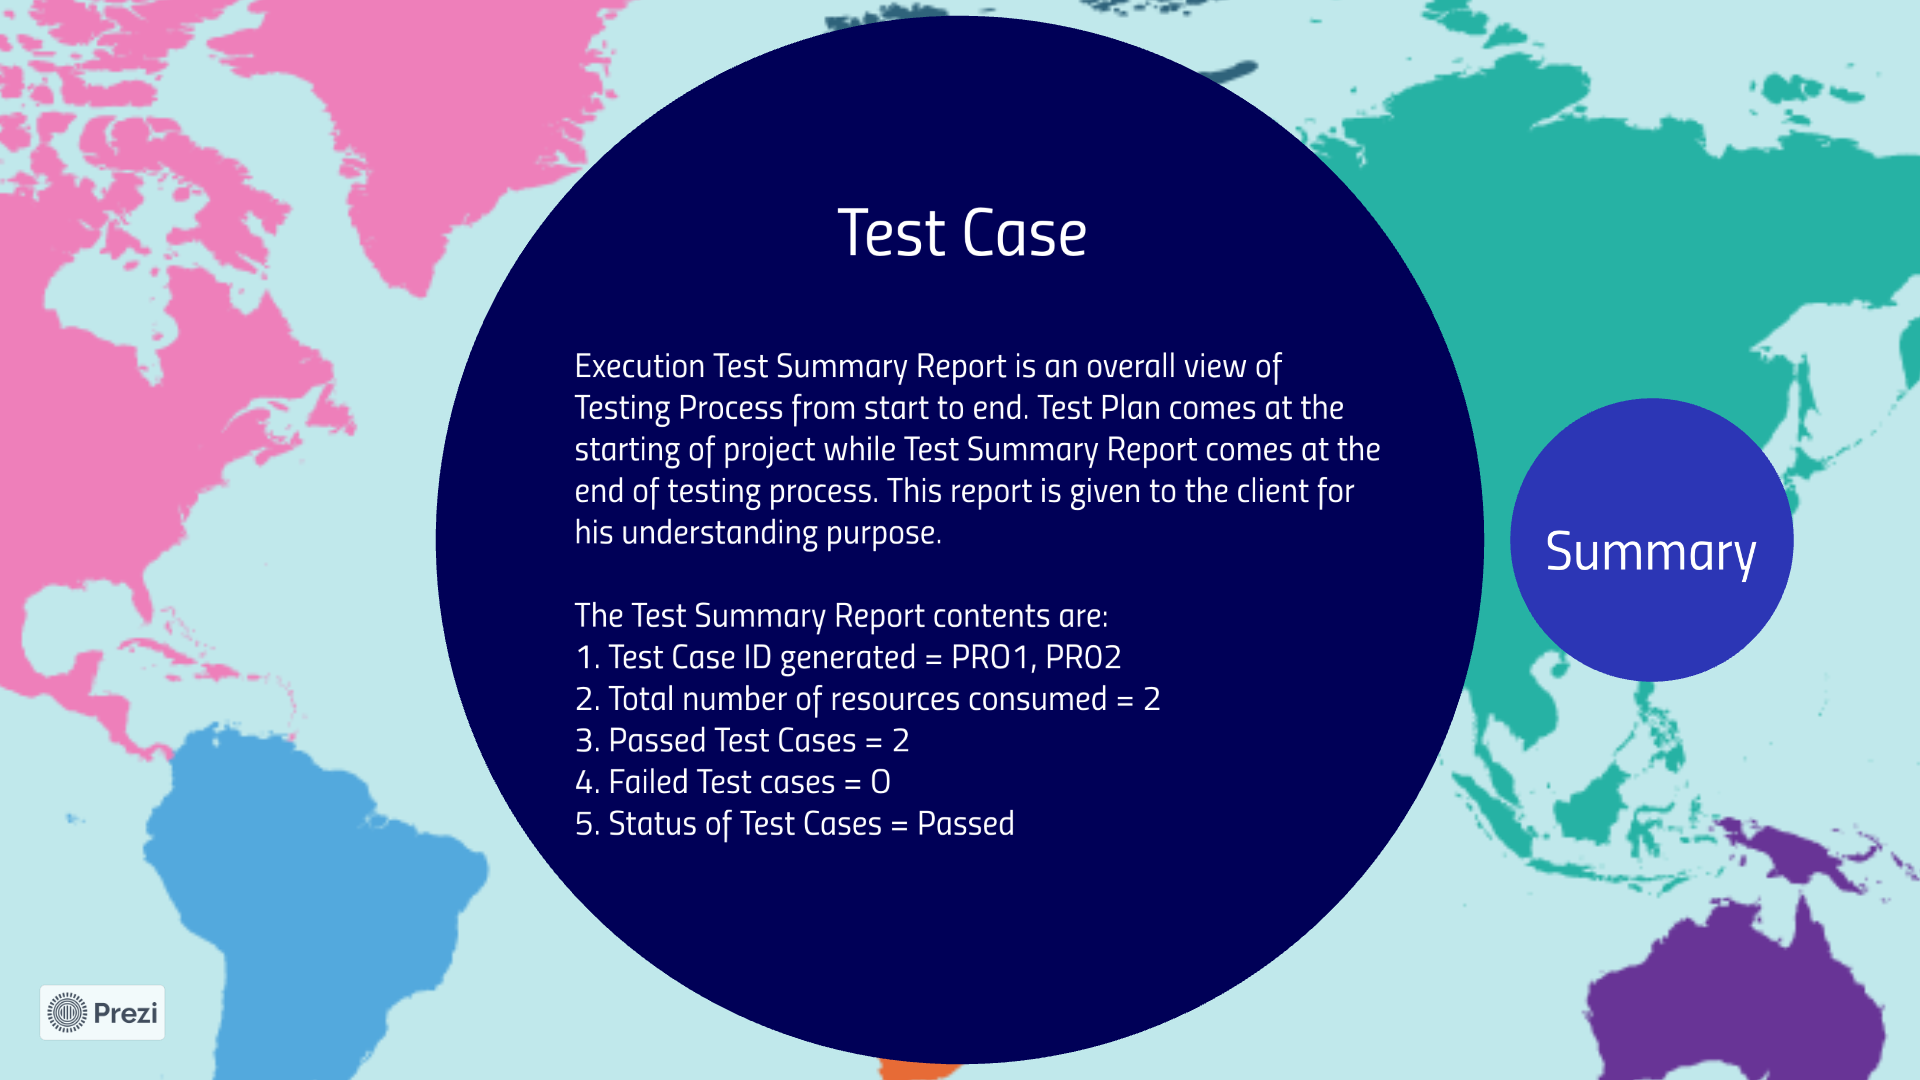 Test Case
Execution Test Summary Report is an overall view of
Testing Process from start to end. Test Plan comes at the
starting of project while Test Summary Report comes at the
end of testing process. This report is given to the client for
his understanding purpose.
The Test Summary Report contents are:
1. Test Case ID generated = PRO1, PR02
2. Total number of resources consumed = 2
3. Passed Test Cases = 2
4. Failed Test cases = 0
5. Status of Test Cases = Passed
Summary
Prezi